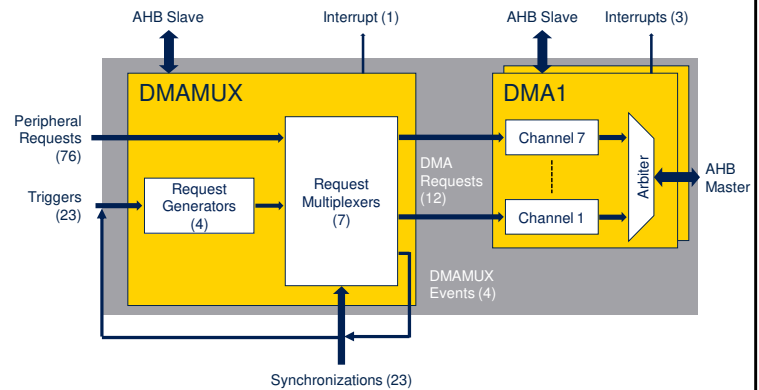 AHB Slave
Interrupt (1)
AHB Slave
Interrupts (3)
DMAMUX
DMA1
Peripheral
Requests
(76)
Triggers
(23)
Request
Generators
(4)
Request
Multiplexers
(7)
DMA
Requests
(12)
Channel 7
Channel 1
Arbiter
AHB
Master
DMAMUX
Events (4)
Synchronizations (23)